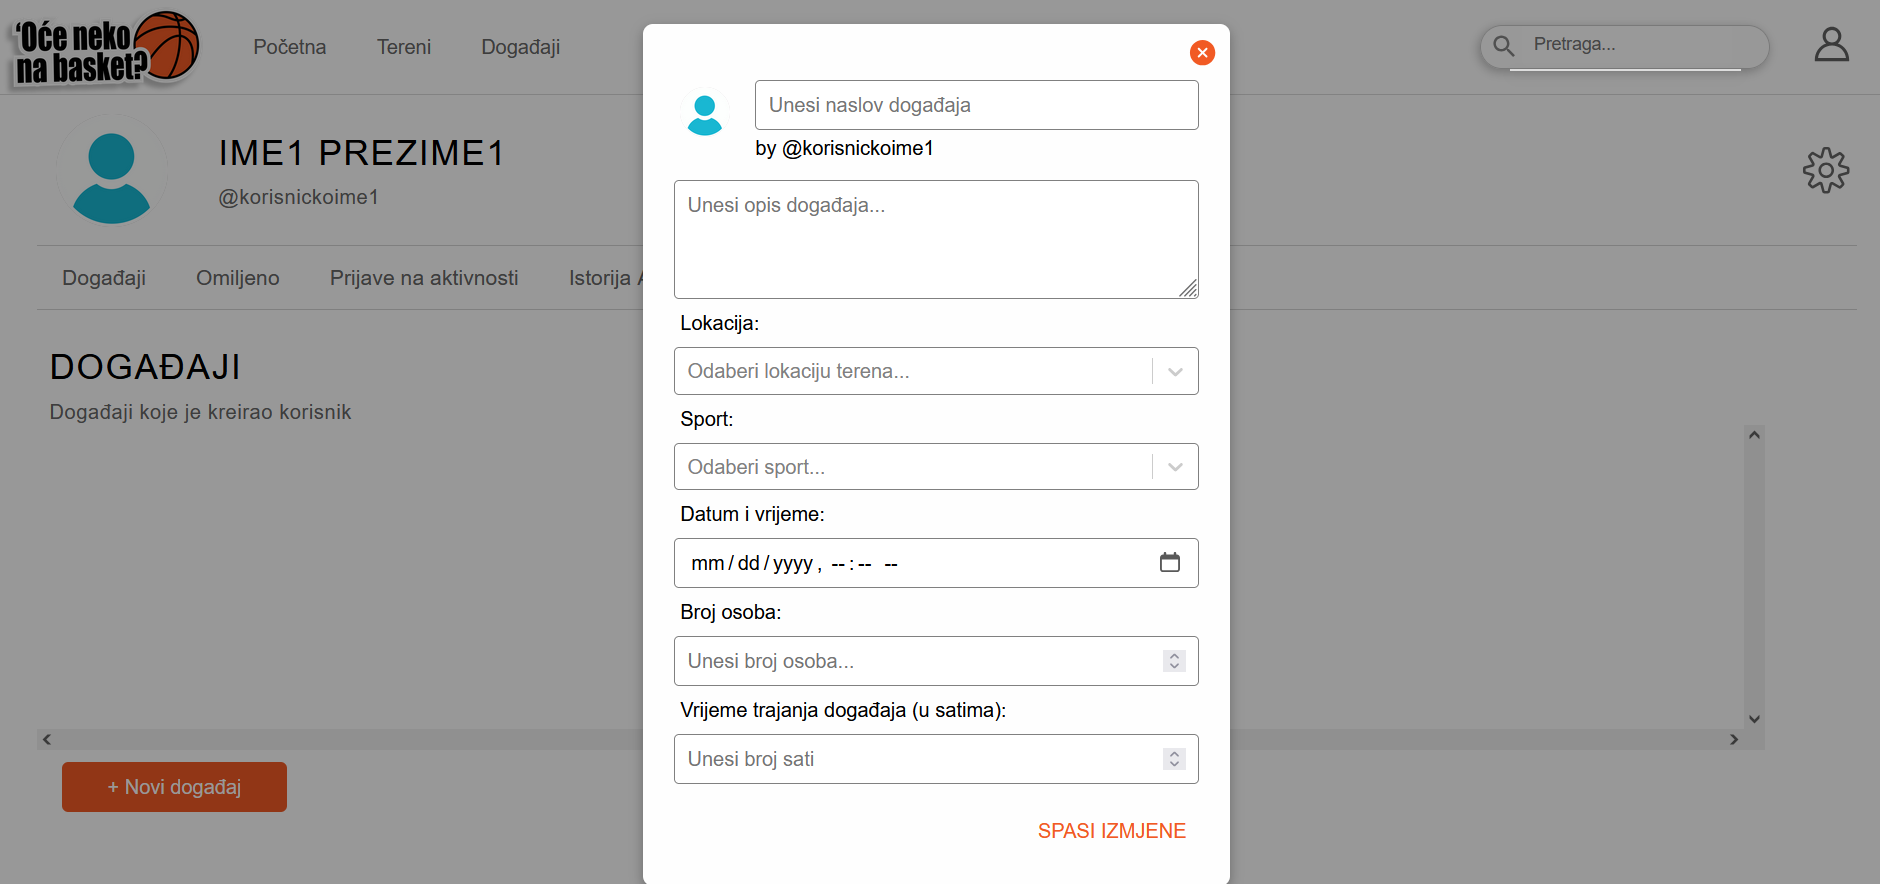 'Oće neko
na basket?
Početna
Tereni
Događaji
Pretraga...
IME1 PREZIME1
@korisnickoime1
Događaji
Omiljeno
Prijave na aktivnosti
Istorija
DOGAĐAJI
Događaji koje je kreirao korisnik
+ Novi događaj
Unesi naslov događaja
by @korisnickoime1
Unesi opis događaja...
Lokacija:
Odaberi lokaciju terena...
Sport:
Odaberi sport...
Datum i vrijeme:
mm/dd/yyyy, --:-- --
Broj osoba:
Unesi broj osoba...
Vrijeme trajanja događaja (u satima):
Unesi broj sati
SPASI IZMJENE